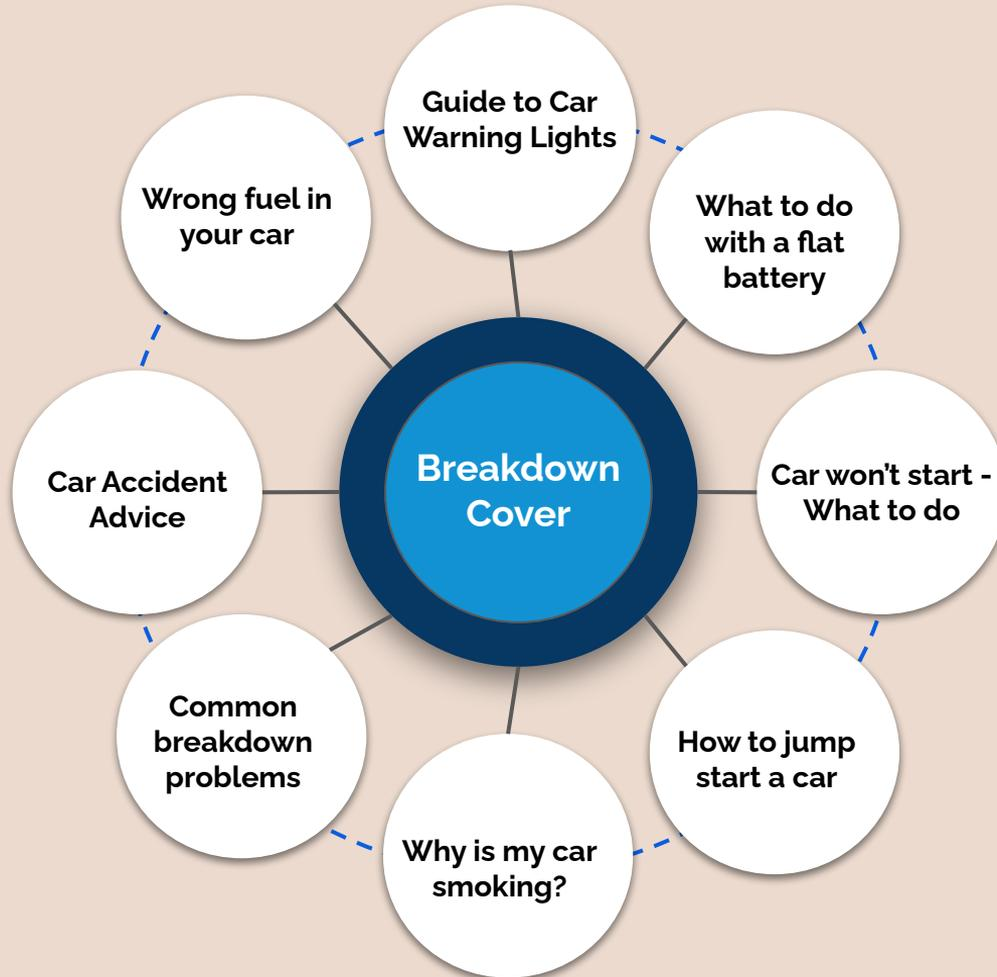 Guide to Car
Warning Lights
Wrong fuel in
your car
What to do
with a flat
battery
Breakdown
Cover
Car Accident
Advice
Car won’t start -
What to do
Common
breakdown
problems
How to jump
start a car
Why is my car
smoking?